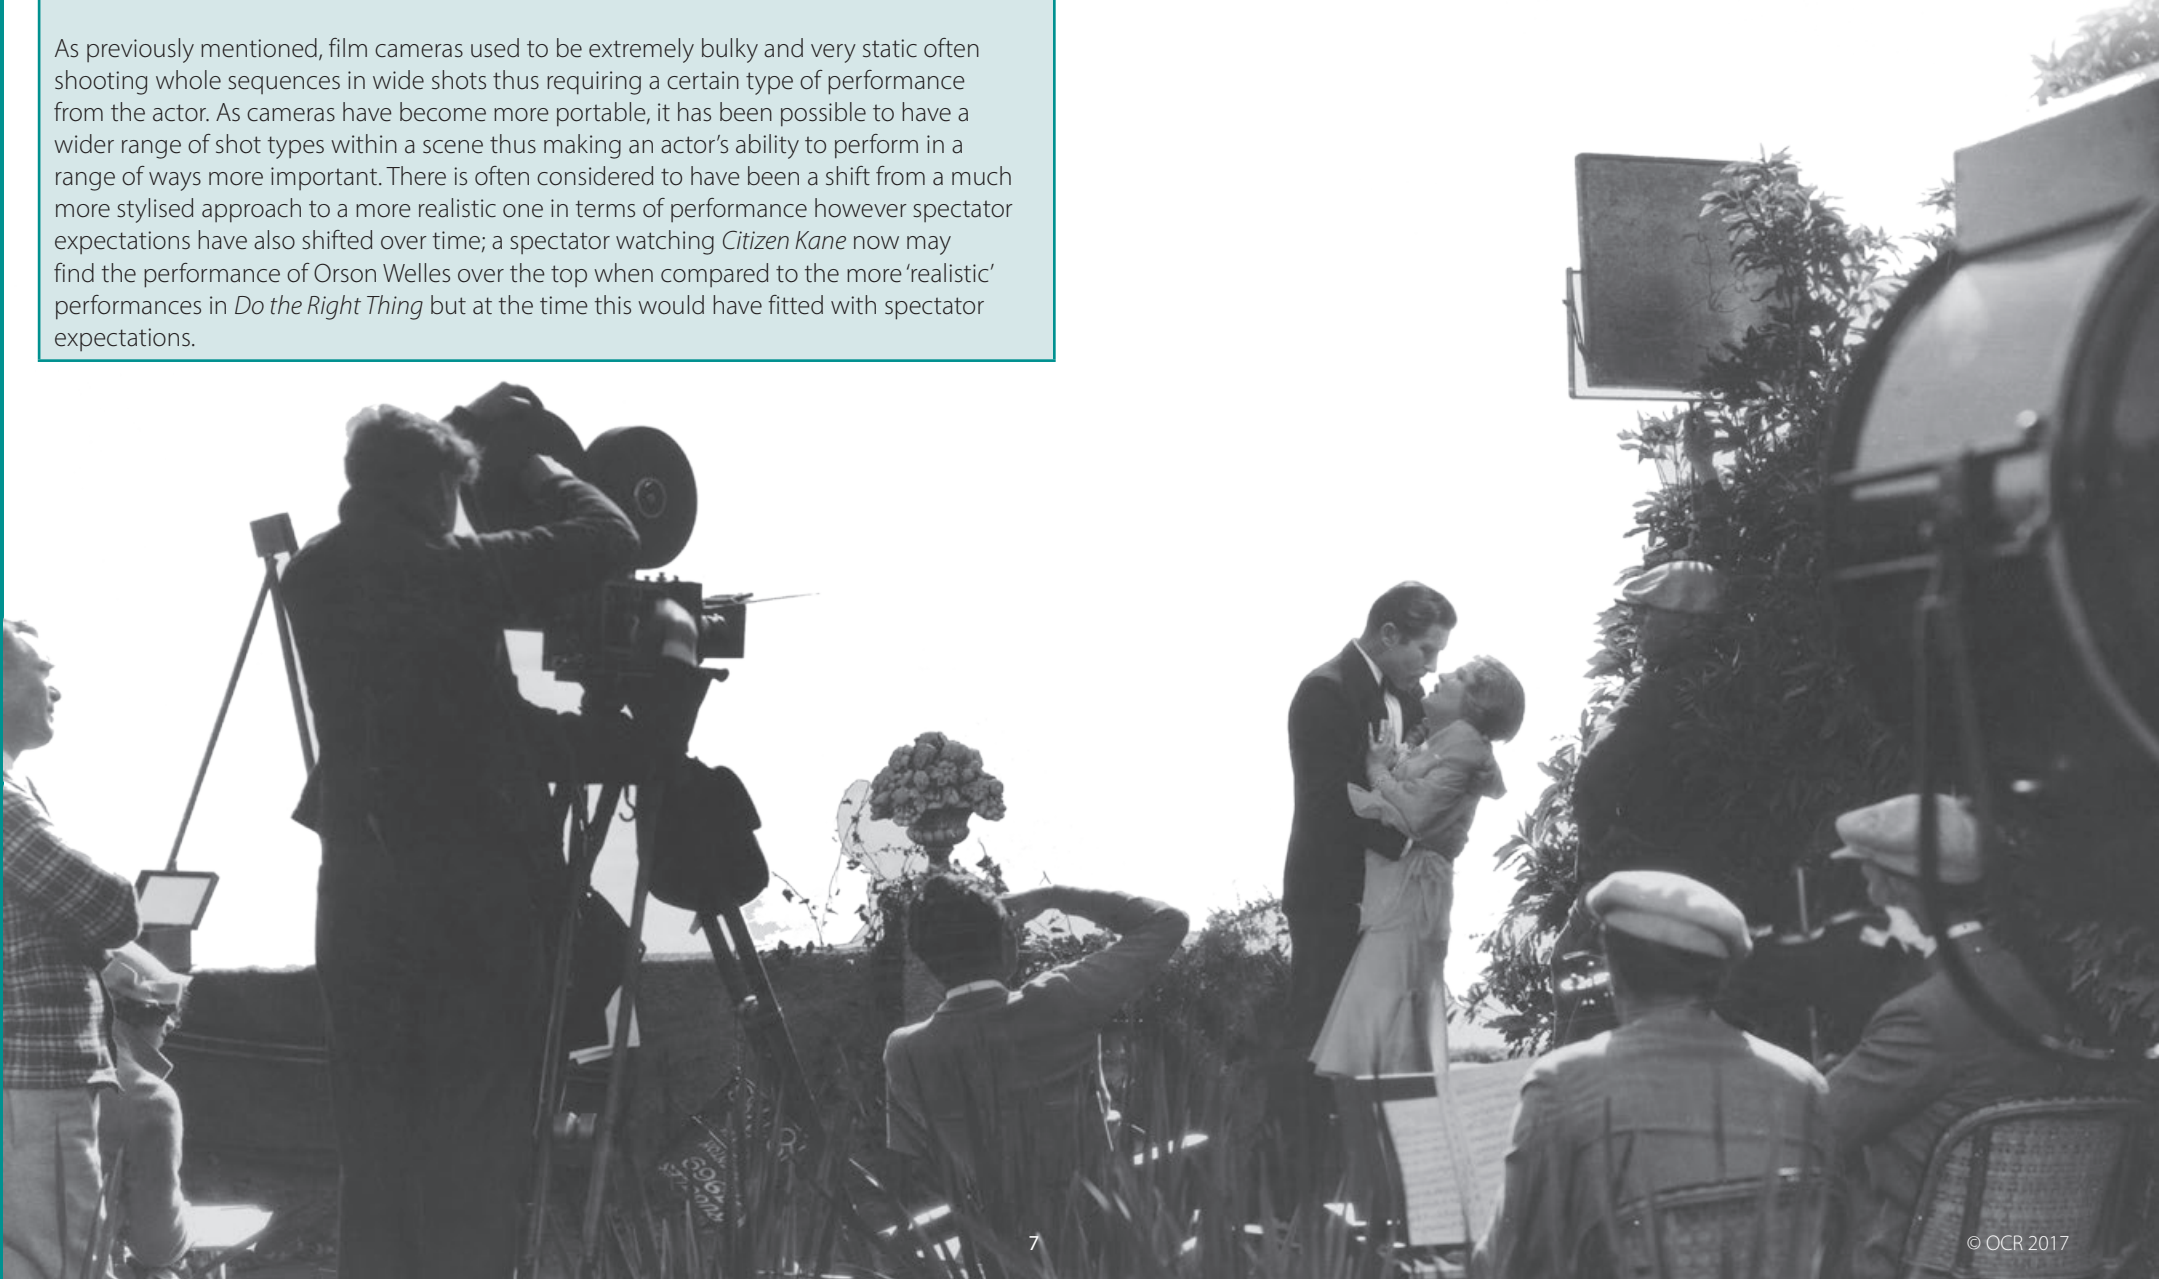 As previously mentioned, film cameras used to be extremely bulky and very static often
shooting whole sequences in wide shots thus requiring a certain type of performance
from the actor. As cameras have become more portable, it has been possible to have a
wider range of shot types within a scene thus making an actor’s ability to perform in a
range of ways more important. There is often considered to have been a shift from a much
more stylised approach to a more realistic one in terms of performance however spectator
expectations have also shifted over time; a spectator watching Citizen Kane now may
find the performance of Orson Welles over the top when compared to the more ‘realistic’
performances in Do the Right Thing but at the time this would have fitted with spectator
expectations.
7
© OCR 2017